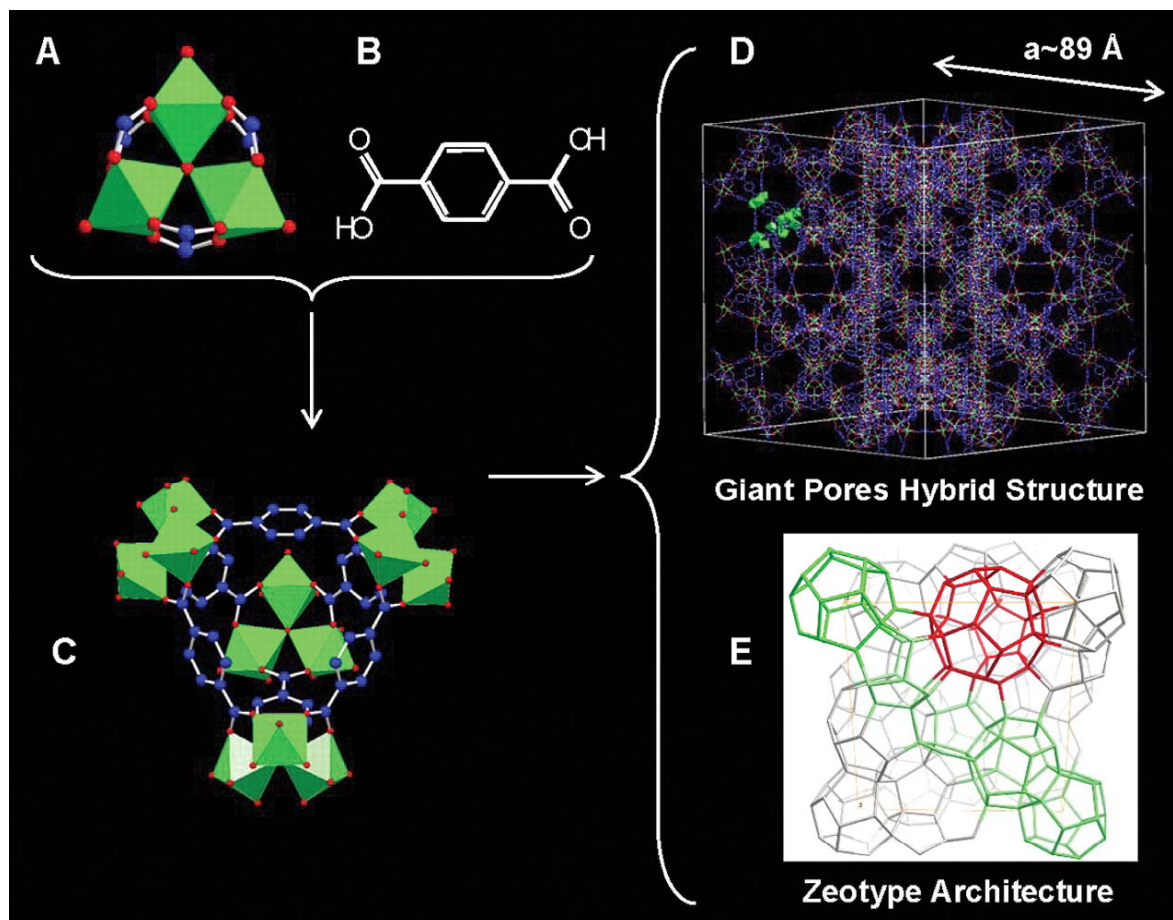 A
B
O
OH
HO
O
C
D
a~89 Å
Giant Pores Hybrid Structure
E
Zeotype Architecture